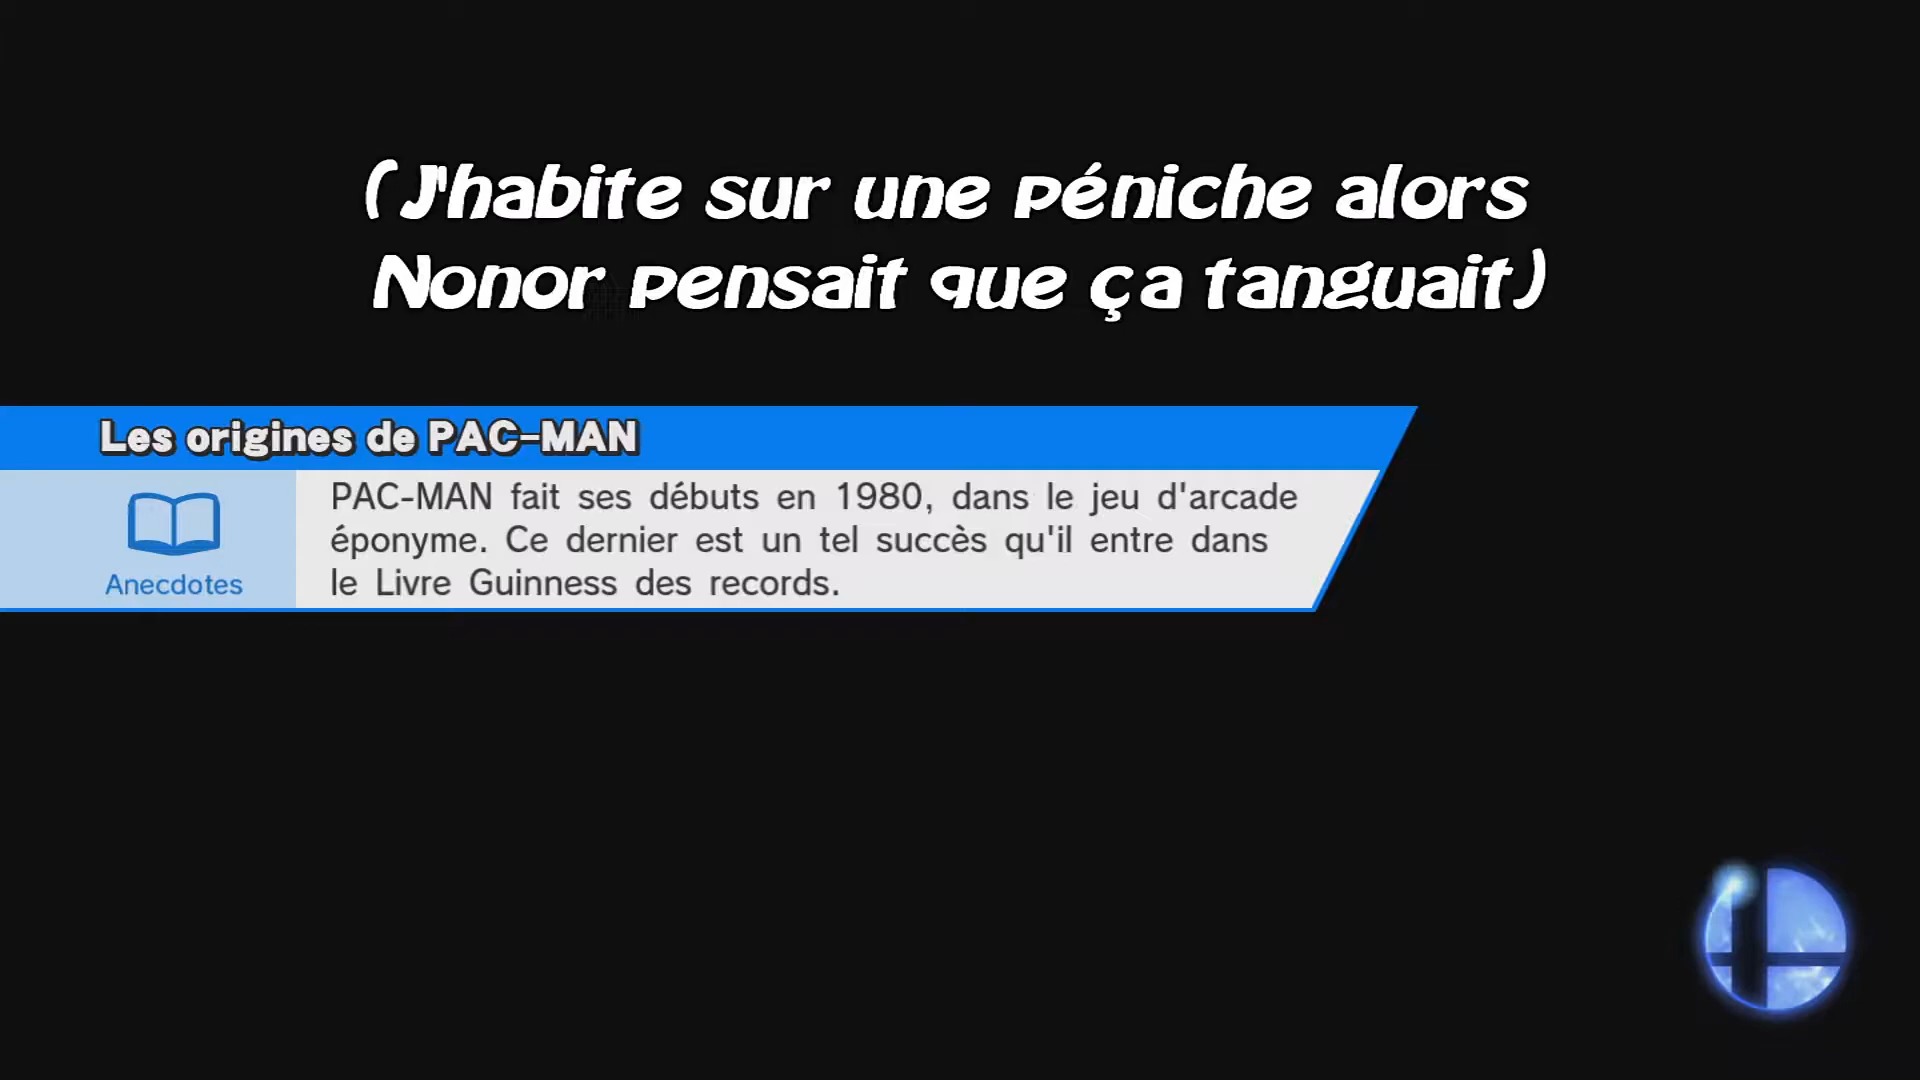 (J'habite sur une péniche alors
Nonor pensait que ça tanguait)
Les origines de PAC-MAN
PAC-MAN fait ses débuts en 1980, dans le jeu d'arcade
éponyme. Ce dernier est un tel succès qu'il entre dans
le Livre Guinness des records.
Anecdotes